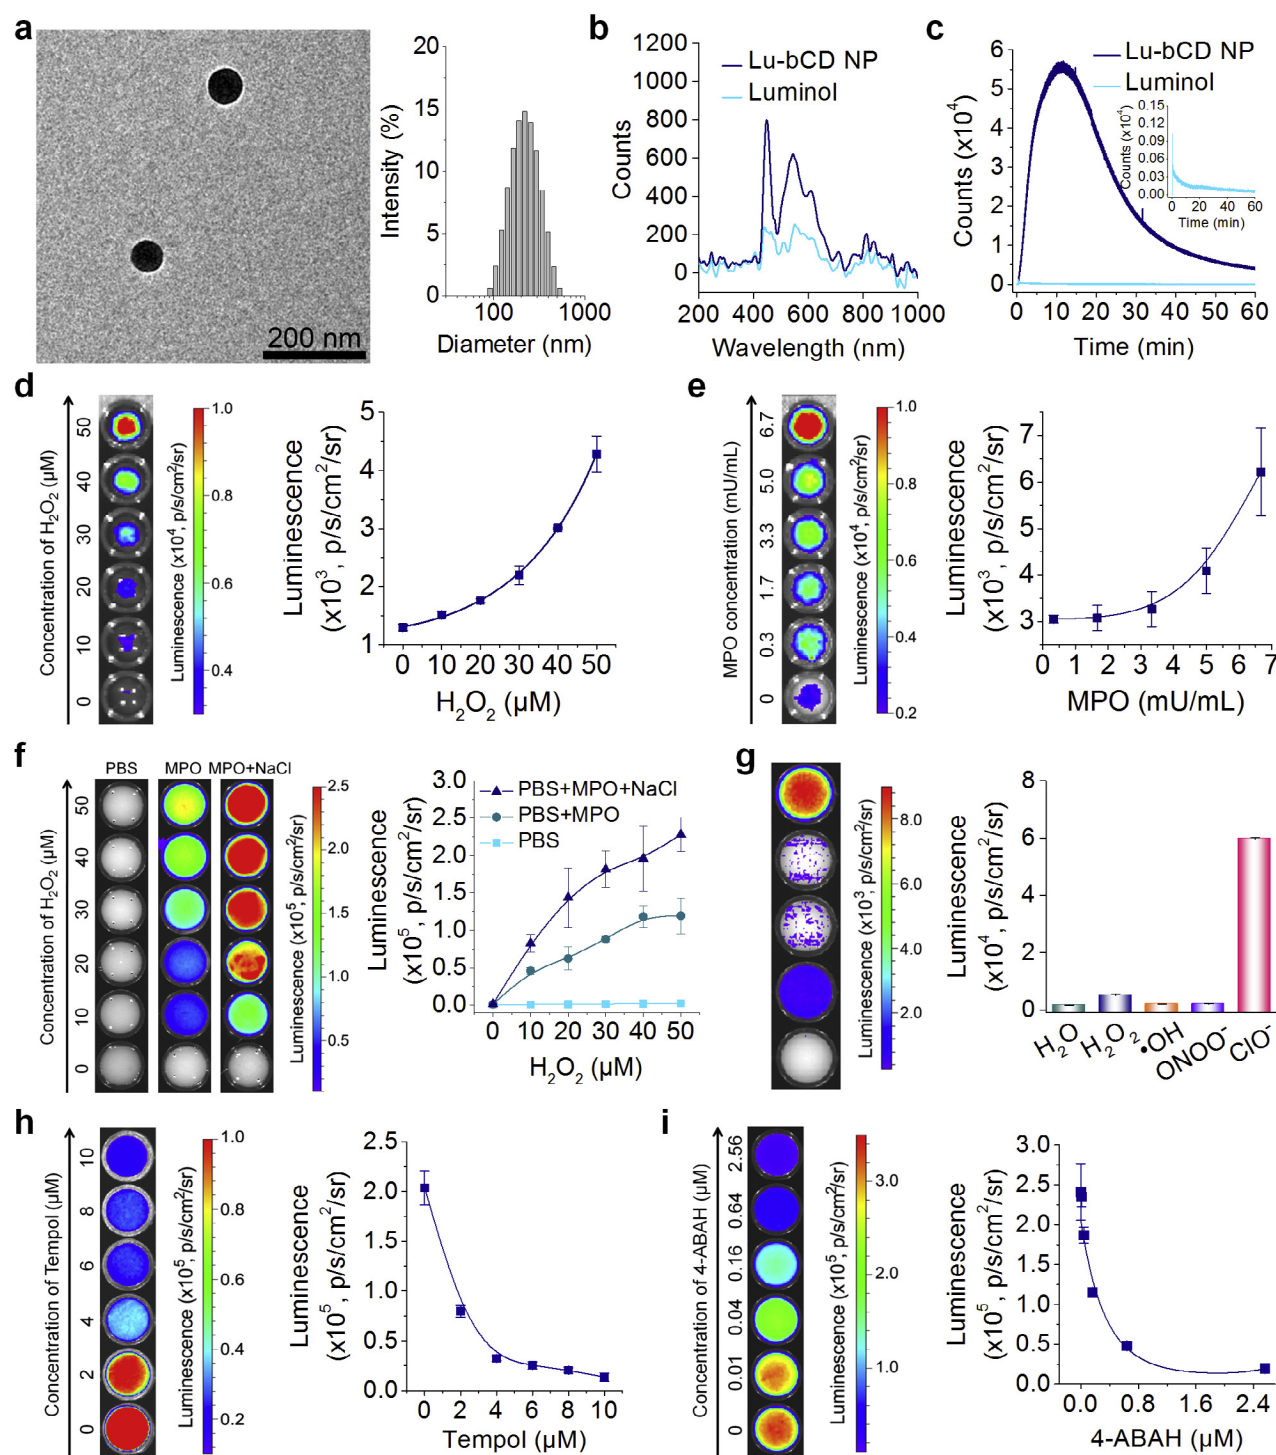 a
200 nm
Intensity (%)
20
15
10
5
0
100 1000
Diameter (nm)
b
Counts
1200
1000
800
600
400
200
0
Lu-bCD NP
Luminol
200 400 600 800 1000
Wavelength (nm)
c
Counts (x10⁴)
6
5
4
3
2
1
0
Lu-bCD NP
Luminol
Counts (x10⁴)
0.15
0.12
0.09
0.06
0.03
0.00
0 20 40 60
Time (min)
0 10 20 30 40 50 60
Time (min)
d
Concentration of H₂O₂ (µM)
50
40
30
20
10
0
Luminescence (x10⁴, p/s/cm²/sr)
1.0
0.8
0.6
0.4
Luminescence
(x10³, p/s/cm²/sr)
5
4
3
2
1
0 10 20 30 40 50
H₂O₂ (µM)
e
MPO concentration (mU/mL)
6.7
5.0
3.3
1.7
0.3
0
Luminescence (x10⁴, p/s/cm²/sr)
1.0
0.8
0.6
0.4
0.2
Luminescence
(x10³, p/s/cm²/sr)
7
6
5
4
3
0 1 2 3 4 5 6 7
MPO (mU/mL)
f
PBS MPO MPO+NaCl
Concentration of H₂O₂ (µM)
50
40
30
20
10
0
Luminescence (x10⁵, p/s/cm²/sr)
2.5
2.0
1.5
1.0
0.5
Luminescence
(x10⁵, p/s/cm²/sr)
3.0
2.5
2.0
1.5
1.0
0.5
0.0
PBS+MPO+NaCl
PBS+MPO
PBS
0 10 20 30 40 50
H₂O₂ (µM)
g
Luminescence (x10³, p/s/cm²/sr)
8.0
6.0
4.0
2.0
Luminescence
(x10⁴, p/s/cm²/sr)
8
6
4
2
0
H₂O H₂O₂ •OH ONOO⁻ ClO⁻
h
Concentration of Tempol (µM)
10
8
6
4
2
0
Luminescence (x10⁵, p/s/cm²/sr)
1.0
0.8
0.6
0.4
0.2
Luminescence
(x10⁵, p/s/cm²/sr)
2.5
2.0
1.5
1.0
0.5
0.0
0 2 4 6 8 10
Tempol (µM)
i
Concentration of 4-ABAH (µM)
2.56
0.64
0.16
0.04
0.01
0
Luminescence (x10⁵, p/s/cm²/sr)
3.0
2.0
1.0
Luminescence
(x10⁵, p/s/cm²/sr)
3.0
2.5
2.0
1.5
1.0
0.5
0.0
0.0 0.8 1.6 2.4
4-ABAH (µM)